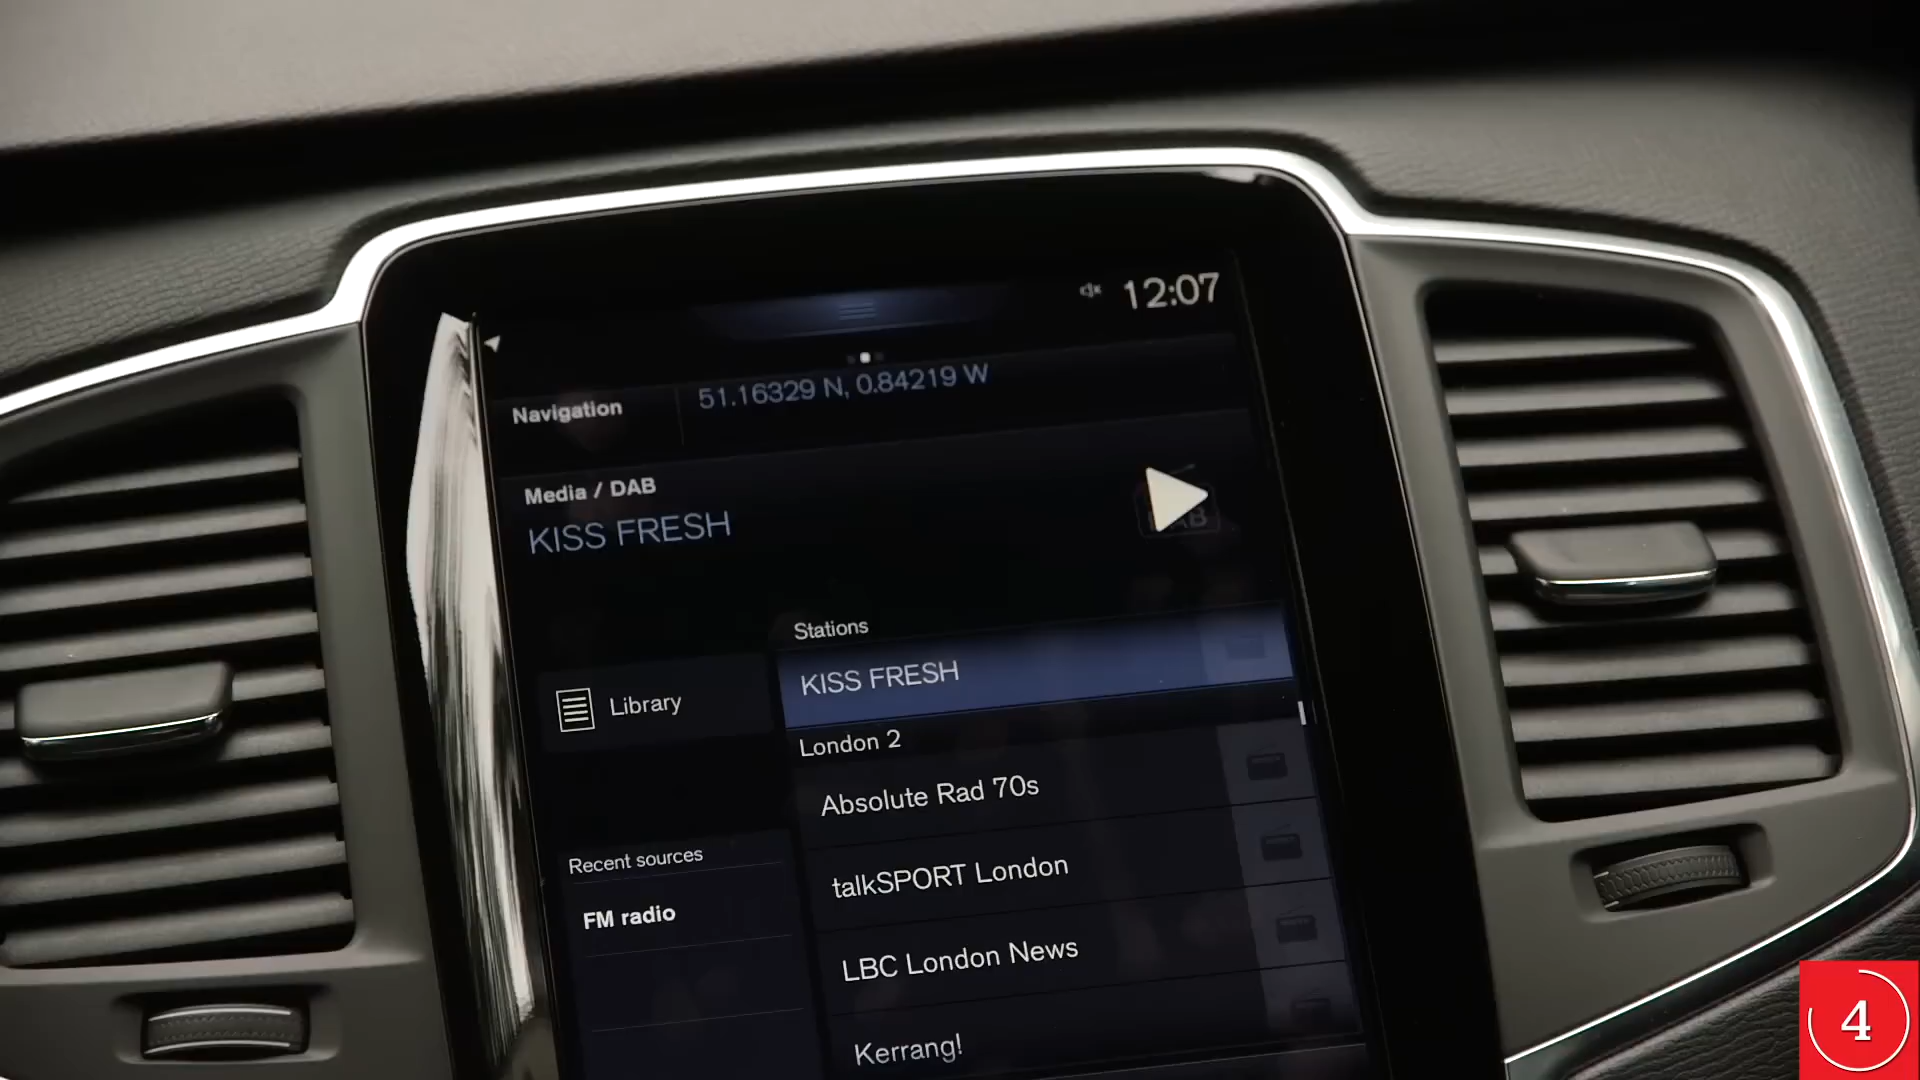 12:07
Navigation
51.16329 N, 0.84219 W
Media / DAB
KISS FRESH
Stations
KISS FRESH
Library
London 2
Absolute Rad 70s
talkSPORT London
Recent sources
FM radio
LBC London News
Kerrang!
4